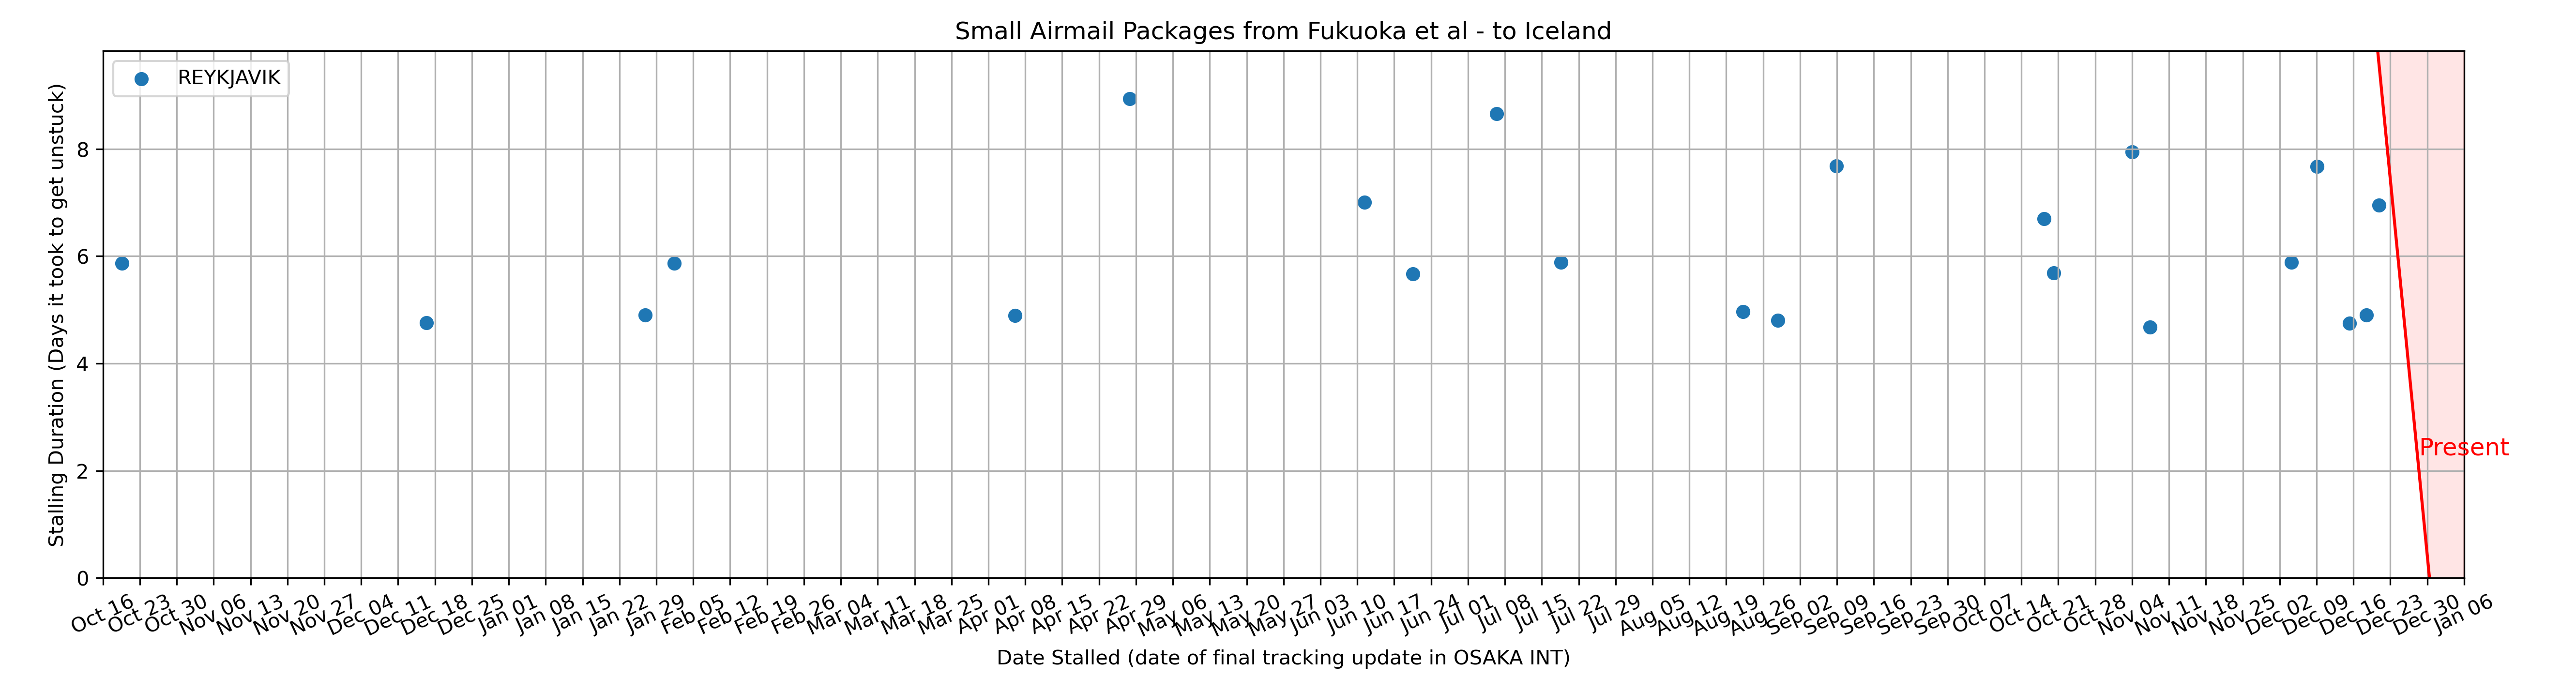 Small Airmail Packages from Fukuoka et al - to Iceland
REYKJAVIK
Stalling Duration (Days it took to get unstuck)
8
6
4
2
0
Present
Oct 16
Oct 23
Oct 30
Nov 06
Nov 13
Nov 20
Nov 27
Dec 04
Dec 11
Dec 18
Dec 25
Jan 01
Jan 08
Jan 15
Jan 22
Jan 29
Feb 05
Feb 12
Feb 19
Feb 26
Mar 04
Mar 11
Mar 18
Mar 25
Apr 01
Apr 08
Apr 15
Apr 22
Apr 29
May 06
May 13
May 20
May 27
Jun 03
Jun 10
Jun 17
Jun 24
Jul 01
Jul 08
Jul 15
Jul 22
Jul 29
Aug 05
Aug 12
Aug 19
Aug 26
Sep 02
Sep 09
Sep 16
Sep 23
Sep 30
Oct 07
Oct 14
Oct 21
Oct 28
Nov 04
Nov 11
Nov 18
Nov 25
Dec 02
Dec 09
Dec 16
Dec 23
Dec 30
Jan 06
Date Stalled (date of final tracking update in OSAKA INT)